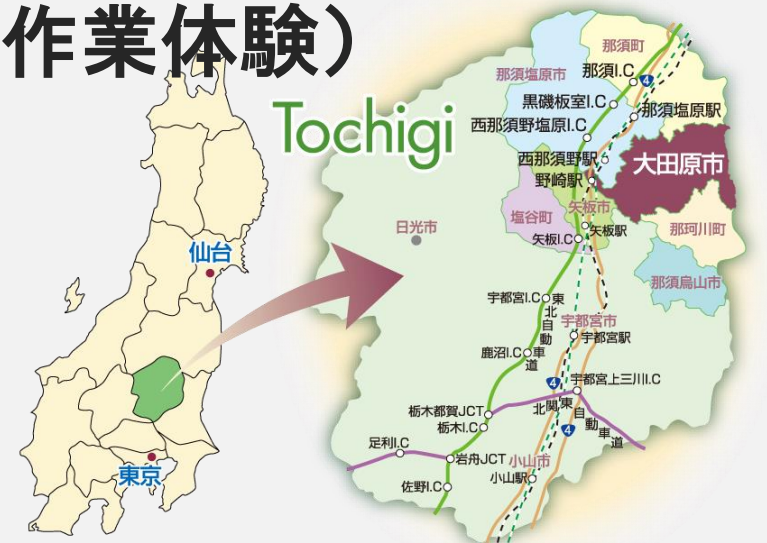 作業体験）
Tochigi
仙台
東京
那須町
那須塩原市
那須I.C
4
黒磯板室I.C
那須塩原駅
西那須野塩原I.C
西那須野駅
大田原市
野崎駅
矢板市
塩谷町
那珂川町
日光市
矢板駅
矢板I.C
那須烏山市
宇都宮I.C
東北自動車道
宇都宮市
宇都宮駅
鹿沼I.C
4
宇都宮上三川I.C
栃木都賀JCT
北関東自動車道
栃木I.C
4
足利I.C
岩舟JCT
小山市
佐野I.C
小山駅